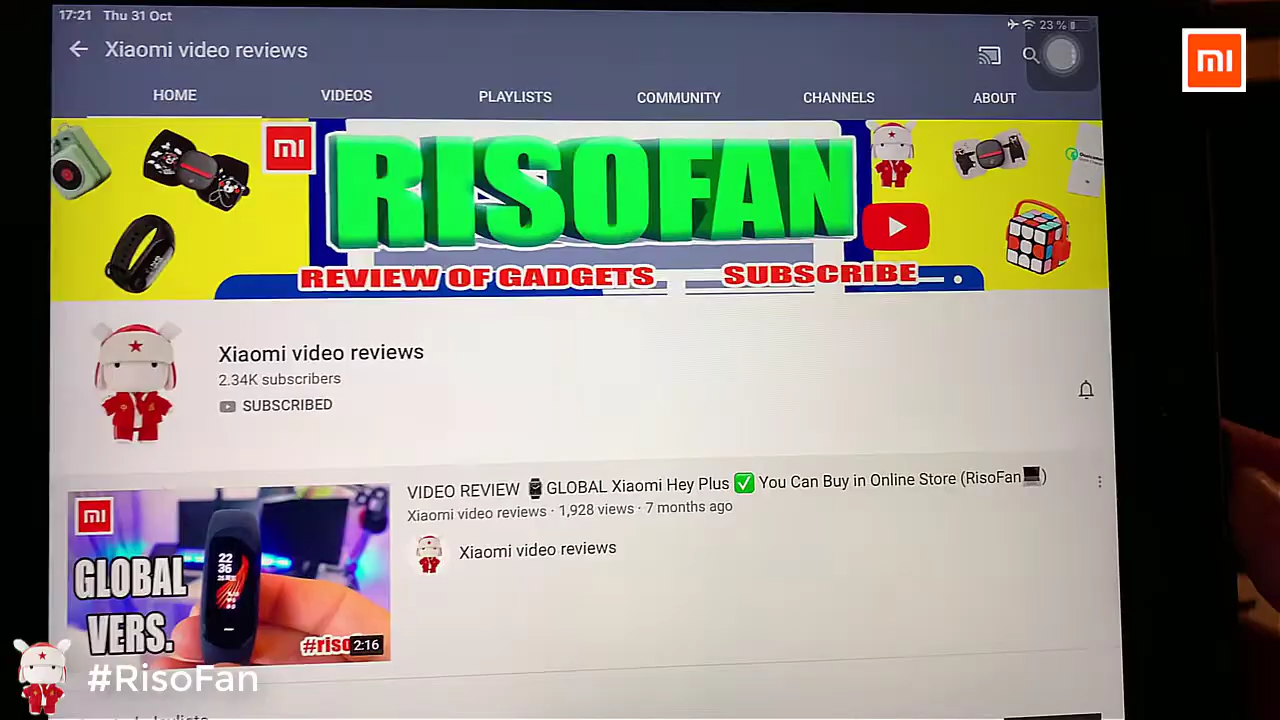 17:21 Thu 31 Oct
23 %
Xiaomi video reviews
HOME VIDEOS PLAYLISTS COMMUNITY CHANNELS ABOUT
RISOFAN
REVIEW OF GADGETS SUBSCRIBE
Xiaomi video reviews
2.34K subscribers
SUBSCRIBED
VIDEO REVIEW ⌚GLOBAL Xiaomi Hey Plus ✅ You Can Buy in Online Store (RisoFan💻)
Xiaomi video reviews · 1,928 views · 7 months ago
Xiaomi video reviews
GLOBAL
VERS.
22
36
#riso
2:16
#RisoFan